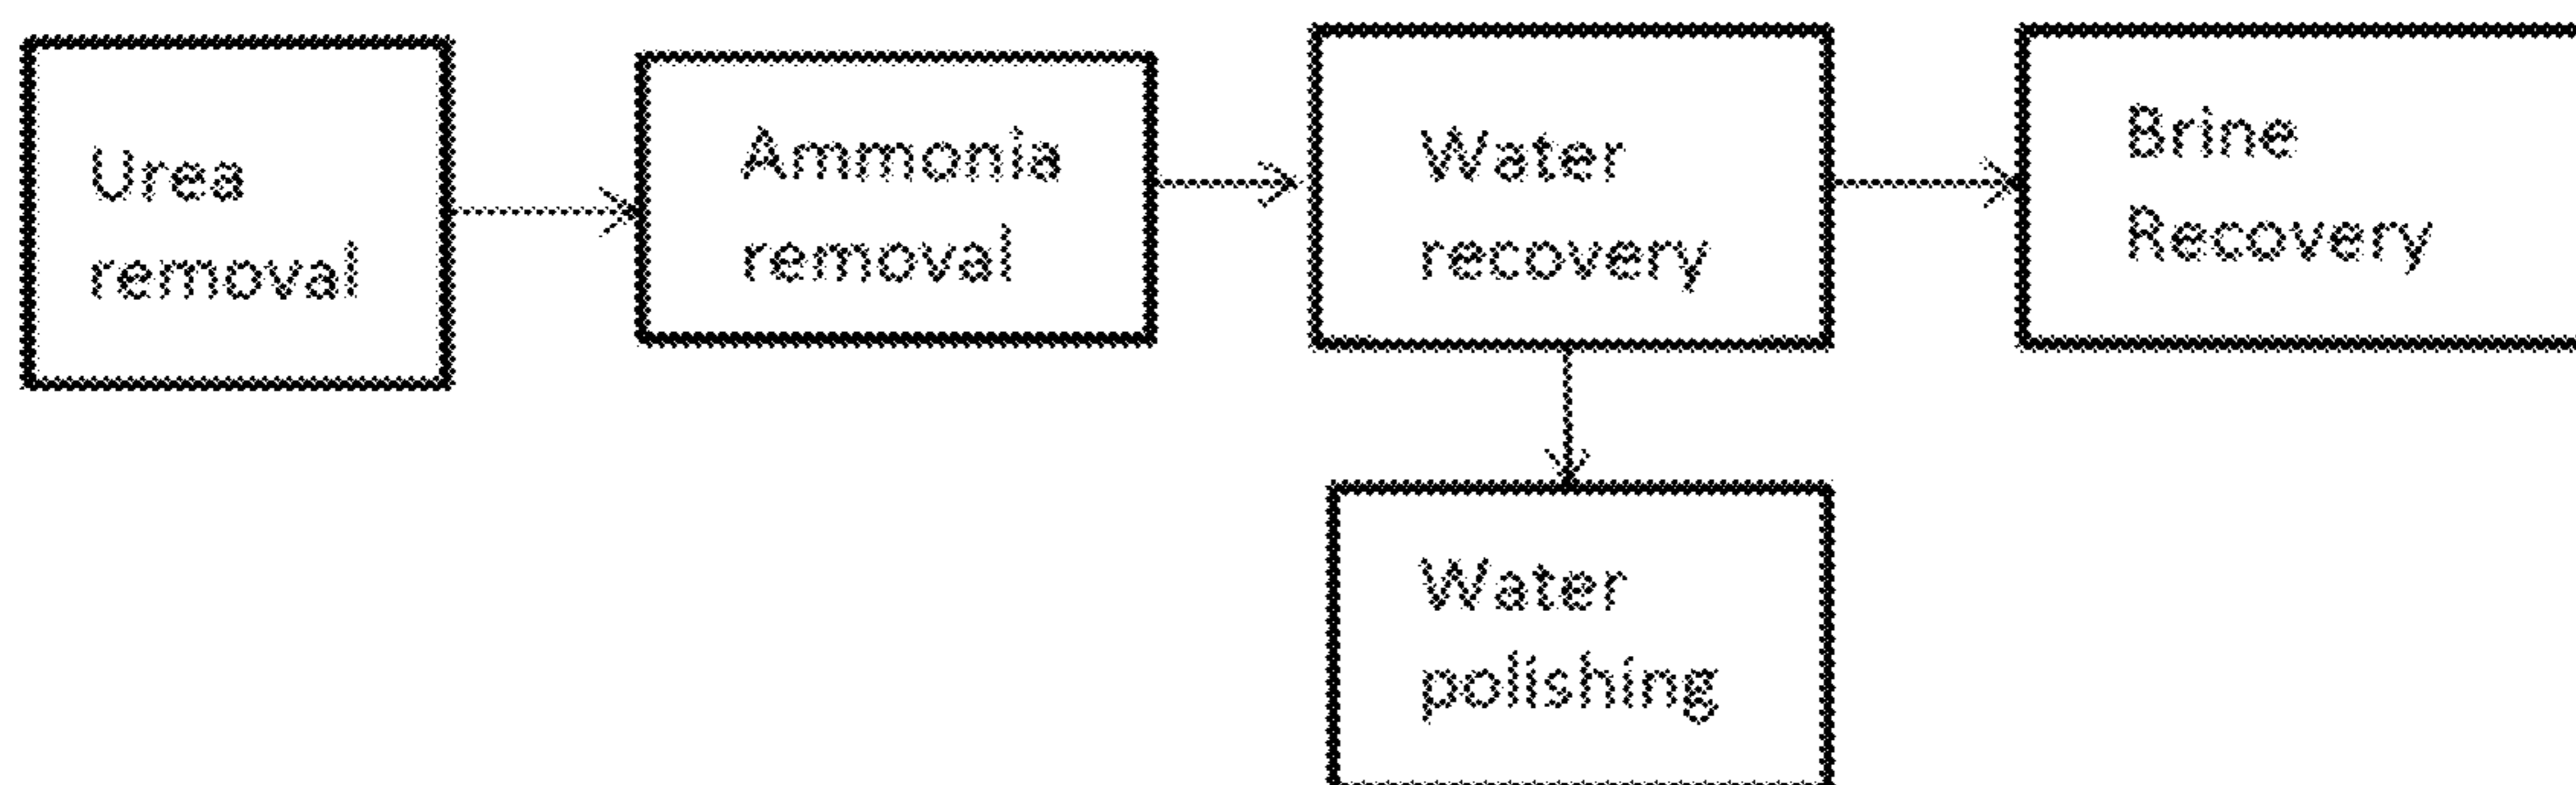 Urea
removal
Ammonia
removal
Water
recovery
Brine
Recovery
Water
polishing